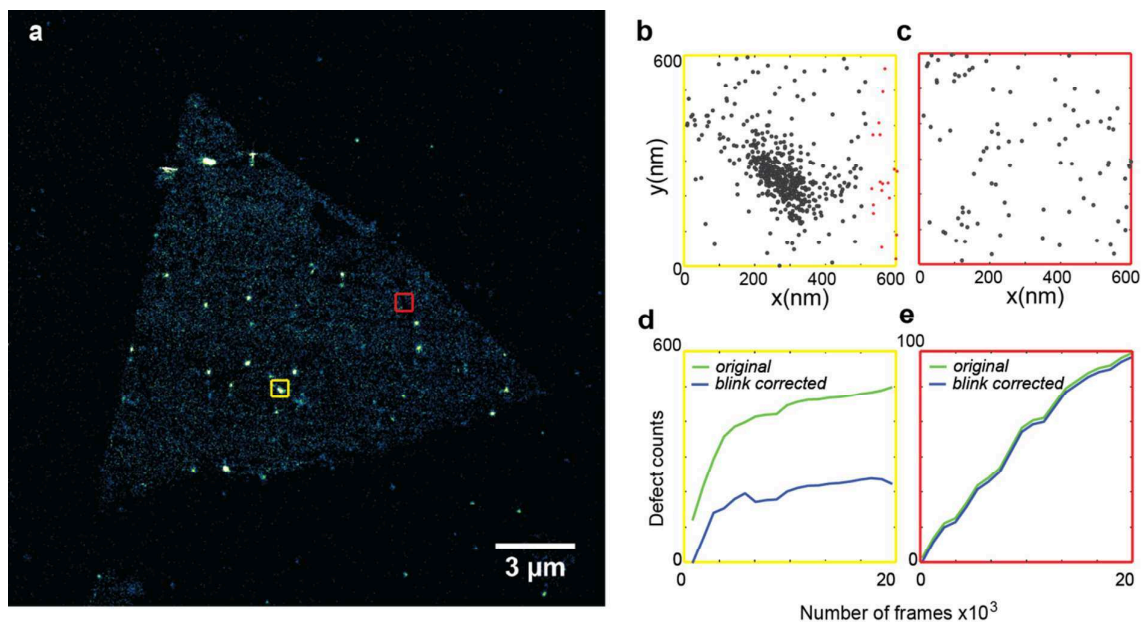 a
3 µm
b
600
y(nm)
0
0 200 400 600
x(nm)
c
0 200 400 600
x(nm)
d
600
original
blink corrected
Defect counts
0
0 20
e
100
original
blink corrected
0
0 20
Number of frames x10³